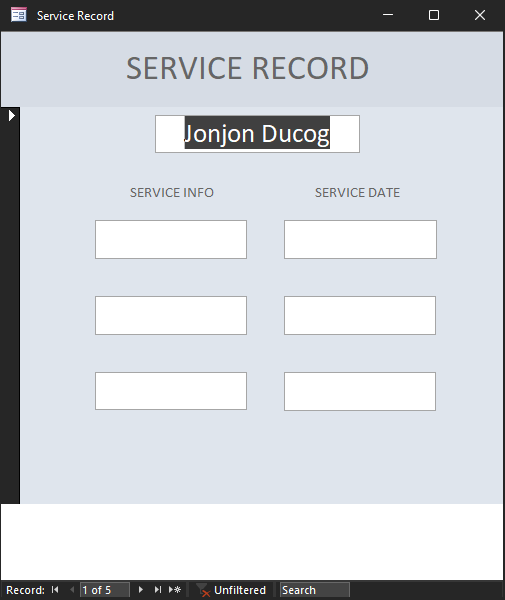 Service Record
SERVICE RECORD
Jonjon Ducog
SERVICE INFO
SERVICE DATE
Record:
1 of 5
Unfiltered
Search